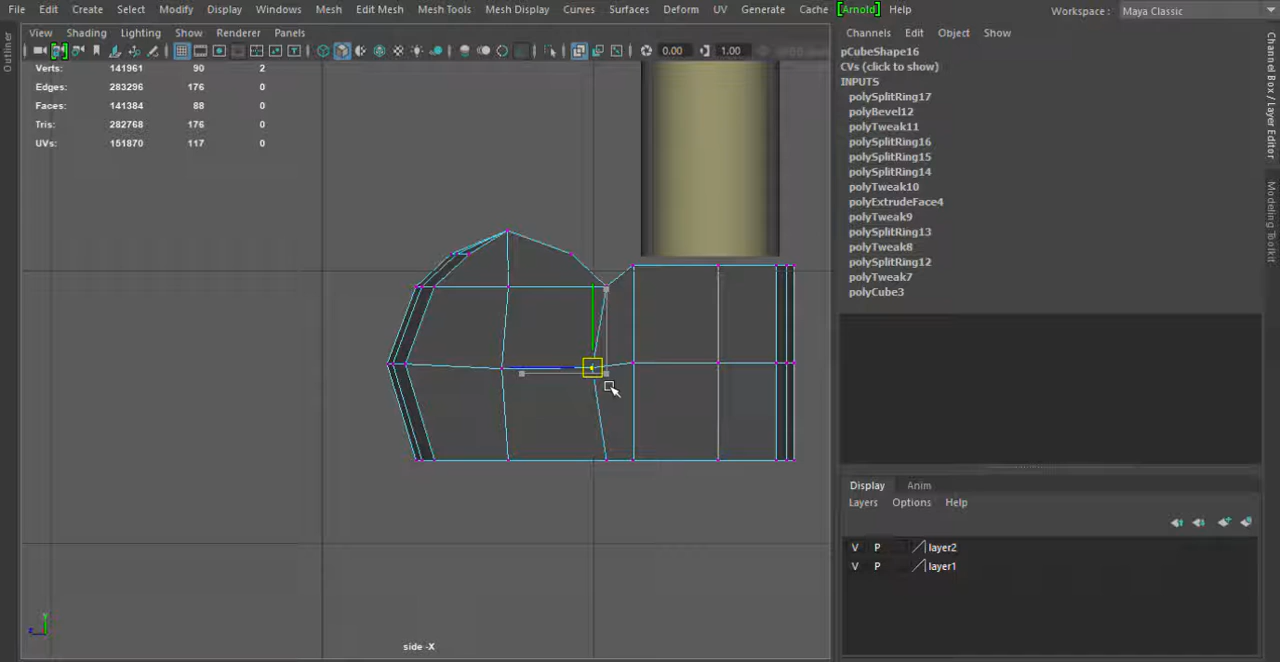 File Edit Create Select Modify Display Windows Mesh Edit Mesh Mesh Tools Mesh Display Curves Surfaces Deform UV Generate Cache [Arnold] Help Workspace : Maya Classic
View Shading Lighting Show Renderer Panels
0.00 1.00
Verts: 141961 90 2
Edges: 283296 176 0
Faces: 141384 88 0
Tris: 282768 176 0
UVs: 151870 117 0
side -X
Outliner
Channels Edit Object Show
pCubeShape16
CVs (click to show)
INPUTS
polySplitRing17
polyBevel12
polyTweak11
polySplitRing16
polySplitRing15
polySplitRing14
polyTweak10
polyExtrudeFace4
polyTweak9
polySplitRing13
polyTweak8
polySplitRing12
polyTweak7
polyCube3
Display Anim
Layers Options Help
V P layer2
V P layer1
Channel Box / Layer Editor
Modeling Toolkit